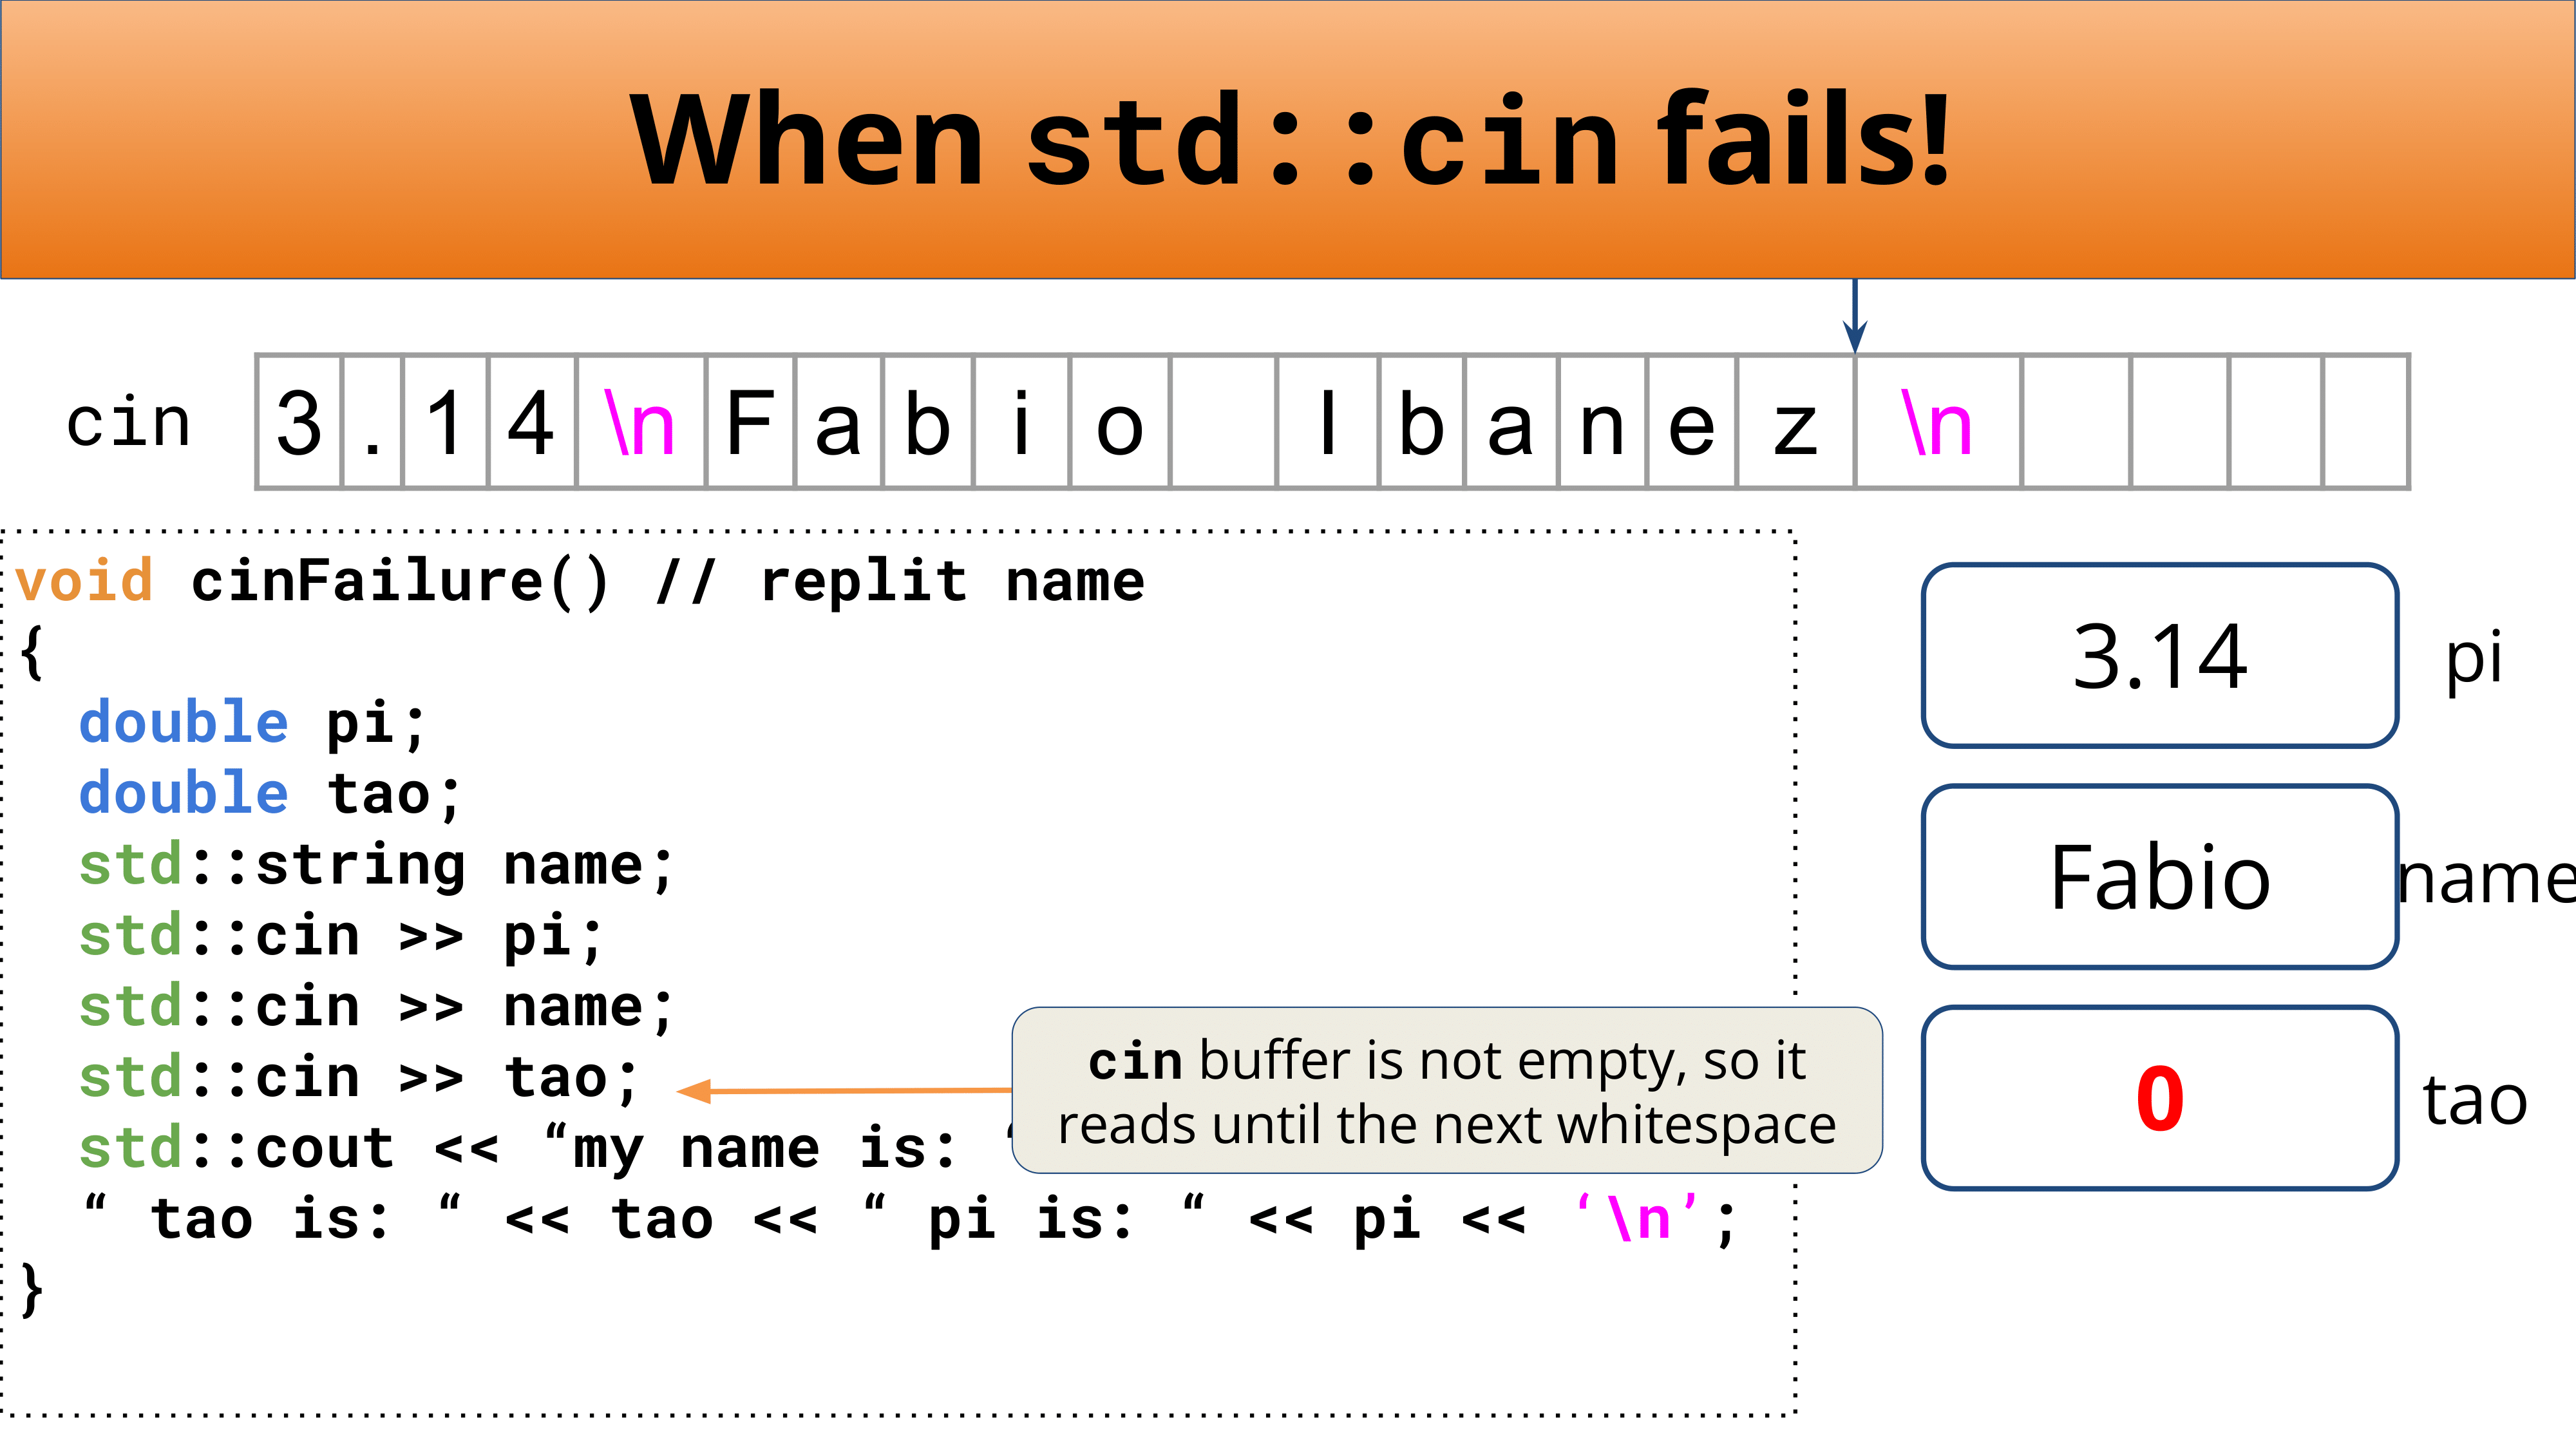 When std::cin fails!
cin 3 . 1 4 \n F a b i o I b a n e z \n
void cinFailure() // replit name
{
double pi;
double tao;
std::string name;
std::cin >> pi;
std::cin >> name;
std::cin >> tao;
std::cout << “my name is: “
“ tao is: “ << tao << “ pi is: “ << pi << ‘\n’;
}
cin buffer is not empty, so it
reads until the next whitespace
3.14 pi
Fabio name
0 tao